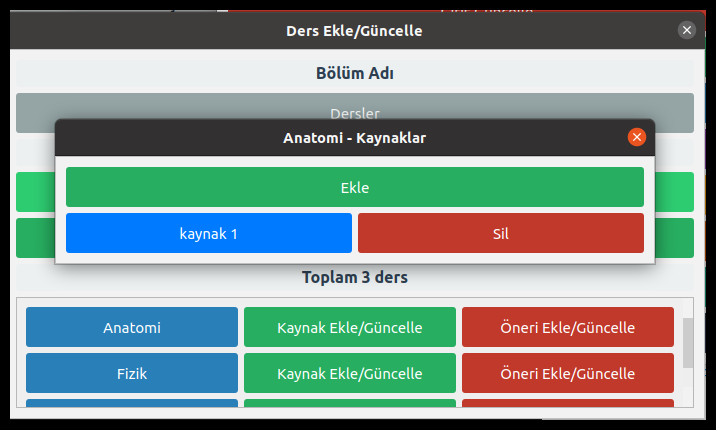 Ders Ekle/Güncelle
Bölüm Adı
Dersler
Anatomi - Kaynaklar
Ekle
kaynak 1 Sil
Toplam 3 ders
Anatomi Kaynak Ekle/Güncelle Öneri Ekle/Güncelle
Fizik Kaynak Ekle/Güncelle Öneri Ekle/Güncelle